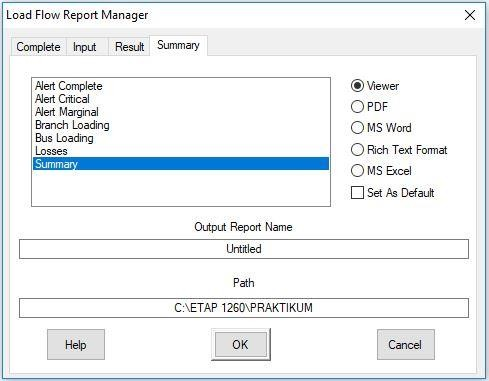 Load Flow Report Manager
Complete Input Result Summary
Alert Complete
Alert Critical
Alert Marginal
Branch Loading
Bus Loading
Losses
Summary
Viewer
PDF
MS Word
Rich Text Format
MS Excel
Set As Default
Output Report Name
Untitled
Path
C:\ETAP 1260\PRAKTIKUM
Help OK Cancel